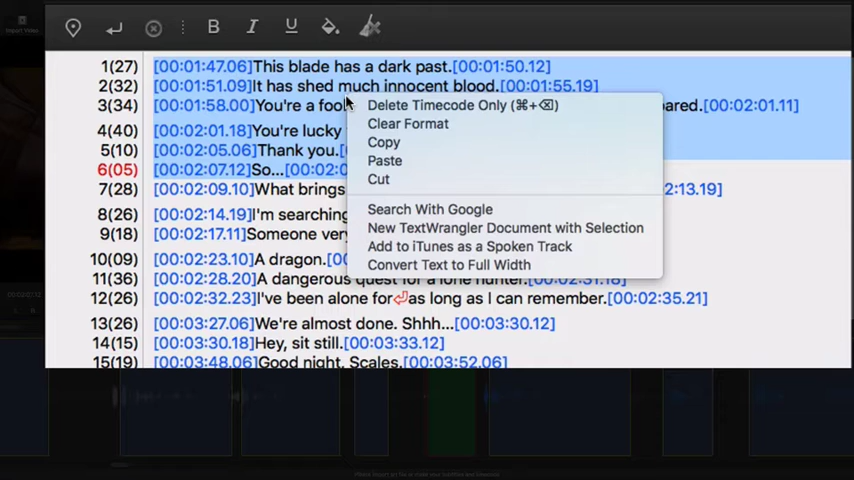 Import Video
B I U
1(27) [00:01:47.06]This blade has a dark past.[00:01:50.12]
2(32) [00:01:51.09]It has shed much innocent blood.[00:01:55.19]
3(34) [00:01:58.00]You're a fool ared.[00:02:01.11]
4(40) [00:02:01.18]You're lucky
5(10) [00:02:05.06]Thank you.[
6(05) [00:02:07.12]So...[00:0
7(28) [00:02:09.10]What brings 2:13.19]
8(26) [00:02:14.19]I'm searching
9(18) [00:02:17.11]Someone very
10(09) [00:02:23.10]A dragon.[0
11(36) [00:02:28.20]A dangerous quest for a lone hunter.[00:02:31.18]
12(26) [00:02:32.23]I've been alone for⏎as long as I can remember.[00:02:35.21]
13(26) [00:03:27.06]We're almost done. Shhh...[00:03:30.12]
14(15) [00:03:30.18]Hey, sit still.[00:03:33.12]
15(19) [00:03:48.06]Good night, Scales.[00:03:52.06]
Delete Timecode Only (⌘+⌫)
Clear Format
Copy
Paste
Cut
Search With Google
New TextWrangler Document with Selection
Add to iTunes as a Spoken Track
Convert Text to Full Width